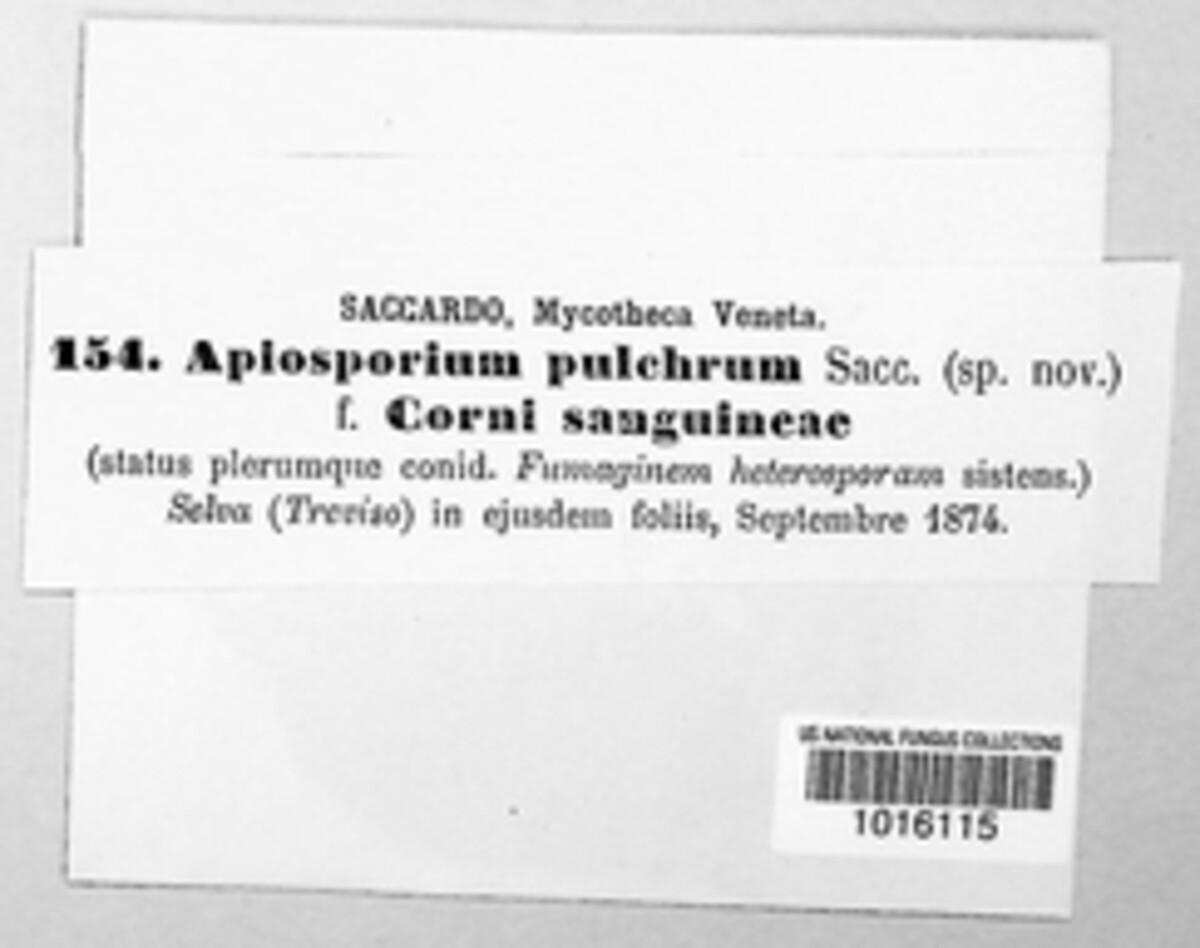 SACCARDO, Mycotheca Veneta.
154. Apiosporium pulchrum Sacc. (sp. nov.)
f. Corni sanguineae
(status plerumque conid. Fumaginem heterosporam sistens.)
Selva (Treviso) in ejusdem foliis, Septembre 1874.
US NATIONAL FUNGUS COLLECTIONS
1016115